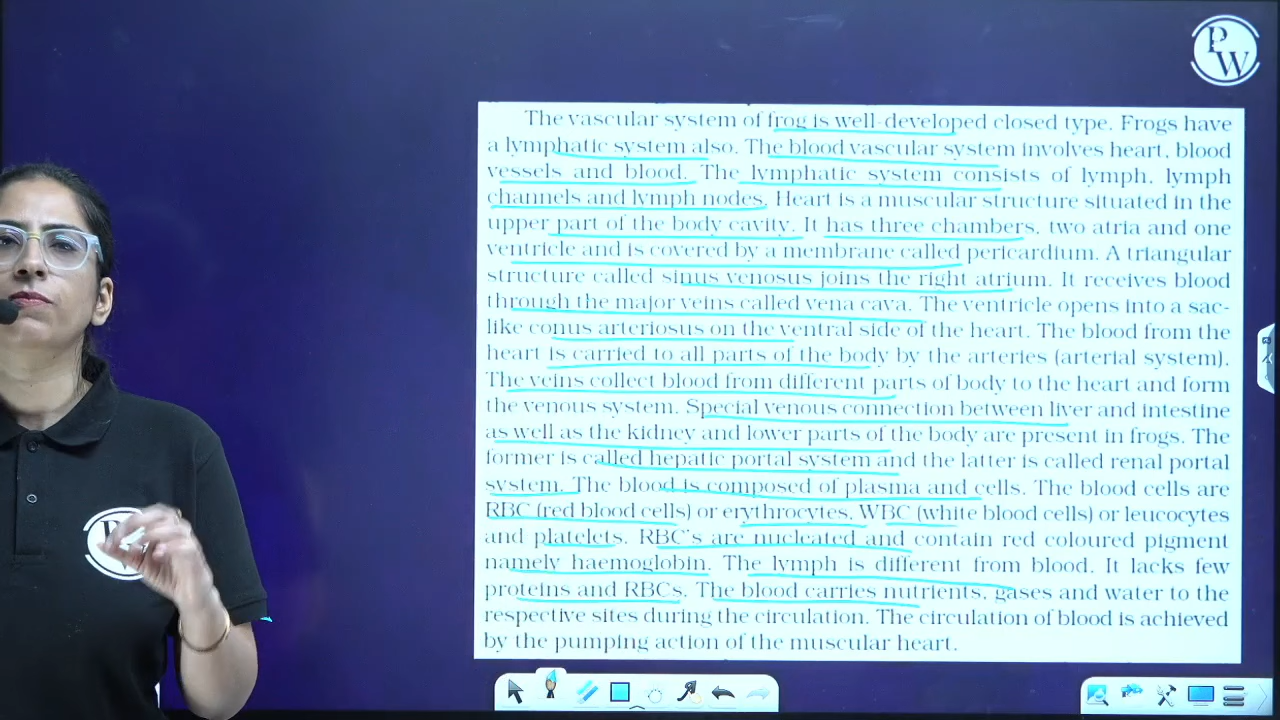 PW
The vascular system of frog is well-developed closed type. Frogs have
a lymphatic system also. The blood vascular system involves heart, blood
vessels and blood. The lymphatic system consists of lymph, lymph
channels and lymph nodes. Heart is a muscular structure situated in the
upper part of the body cavity. It has three chambers, two atria and one
ventricle and is covered by a membrane called pericardium. A triangular
structure called sinus venosus joins the right atrium. It receives blood
through the major veins called vena cava. The ventricle opens into a sac-
like conus arteriosus on the ventral side of the heart. The blood from the
heart is carried to all parts of the body by the arteries (arterial system).
The veins collect blood from different parts of body to the heart and form
the venous system. Special venous connection between liver and intestine
as well as the kidney and lower parts of the body are present in frogs. The
former is called hepatic portal system and the latter is called renal portal
system. The blood is composed of plasma and cells. The blood cells are
RBC (red blood cells) or erythrocytes, WBC (white blood cells) or leucocytes
and platelets. RBC's are nucleated and contain red coloured pigment
namely haemoglobin. The lymph is different from blood. It lacks few
proteins and RBCs. The blood carries nutrients, gases and water to the
respective sites during the circulation. The circulation of blood is achieved
by the pumping action of the muscular heart.